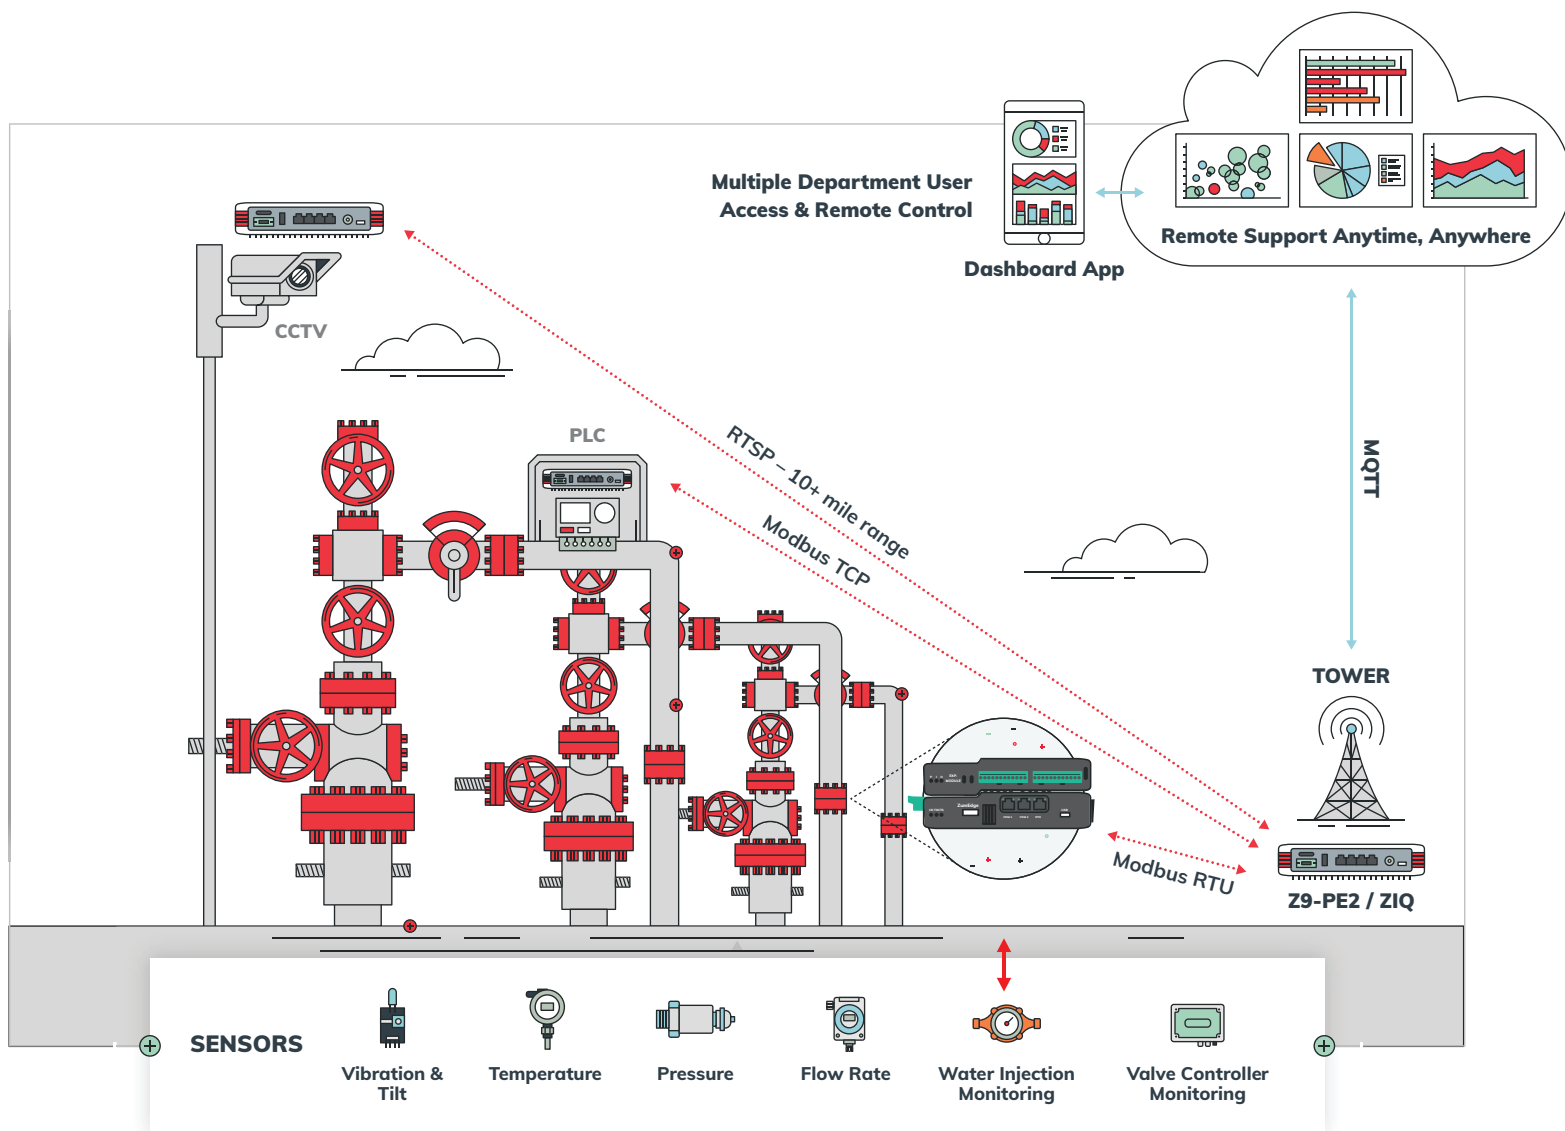 Multiple Department User
Access & Remote Control
Dashboard App
Remote Support Anytime, Anywhere
CCTV
PLC
RTSP – 10+ mile range
Modbus TCP
MQTT
TOWER
ZumEdge
Modbus RTU
Z9-PE2 / ZIQ
SENSORS
Vibration &
Tilt
Temperature
Pressure
Flow Rate
Water Injection
Monitoring
Valve Controller
Monitoring